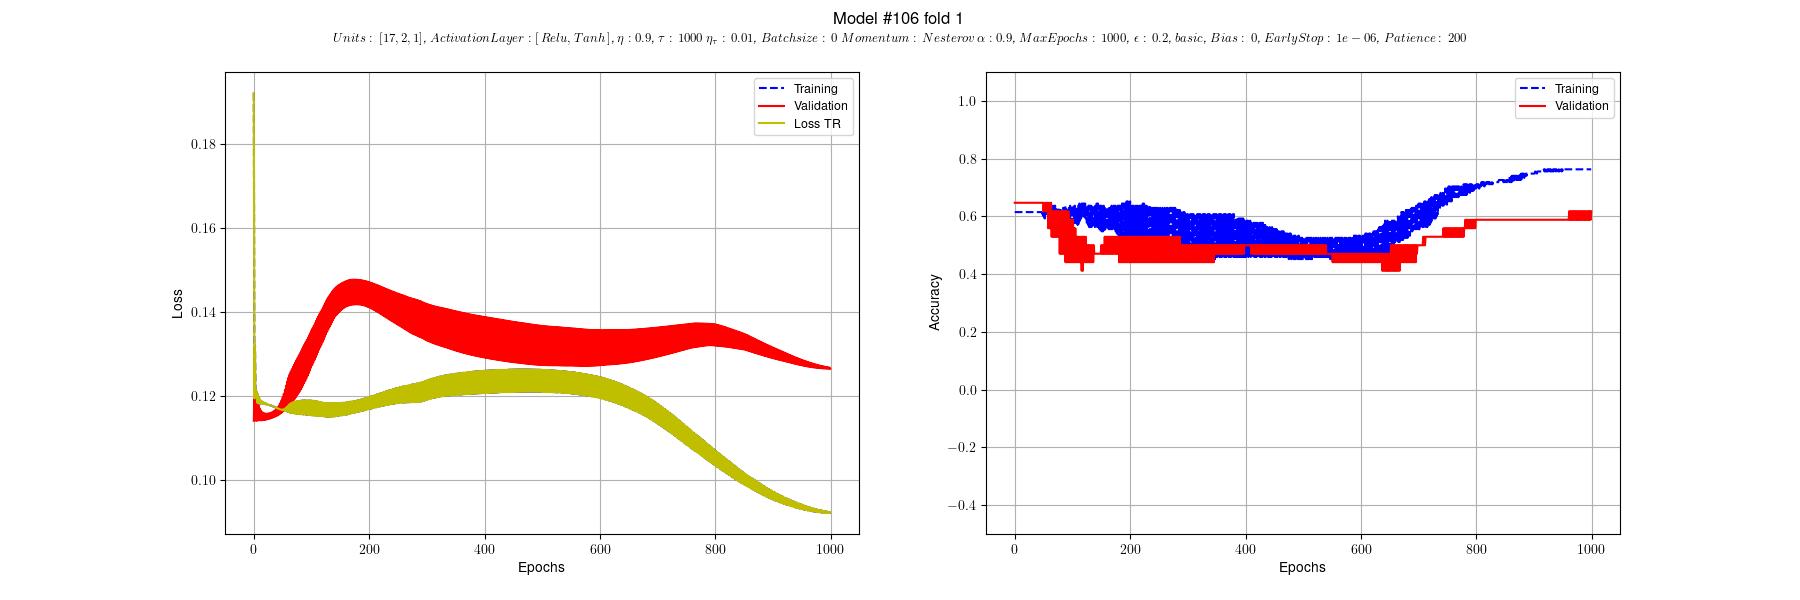 Model #106 fold 1
Units : [17, 2, 1], ActivationLayer : [Relu, Tanh], η : 0.9, τ : 1000 ητ : 0.01, Batchsize : 0 Momentum : Nesterov α : 0.9, MaxEpochs : 1000, ϵ : 0.2, basic, Bias : 0, EarlyStop : 1e − 06, Patience : 200
Training
Validation
Loss TR
0.18
0.16
0.14
0.12
0.10
Loss
0 200 400 600 800 1000
Epochs
Training
Validation
1.0
0.8
0.6
0.4
0.2
0.0
−0.2
−0.4
Accuracy
0 200 400 600 800 1000
Epochs